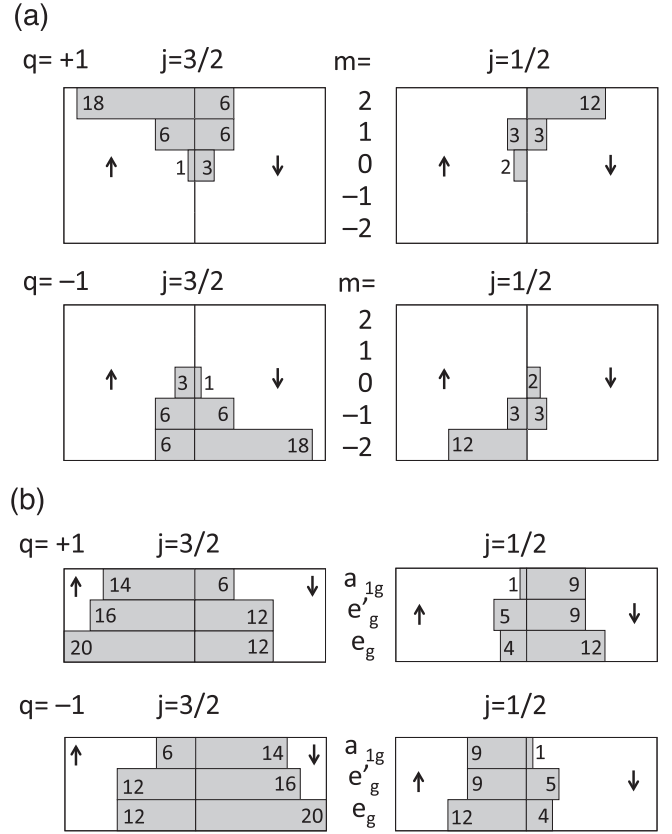 (a)
q= +1 j=3/2 m= j=1/2
18 6 2 12
6 6 1 3 3
↑ 1 3 ↓ 0 ↑ 2 ↓
–1
–2
q= –1 j=3/2 m= j=1/2
2
1
↑ 3 1 ↓ 0 ↑ 2 ↓
6 6 –1 3 3
6 18 –2 12
(b)
q= +1 j=3/2 j=1/2
↑ 14 6 ↓ a1g 1 9
16 12 e'g ↑ 5 9 ↓
20 12 eg 4 12
q= –1 j=3/2 j=1/2
↑ 6 14 ↓ a1g 9 1
12 16 e'g ↑ 9 5 ↓
12 20 eg 12 4